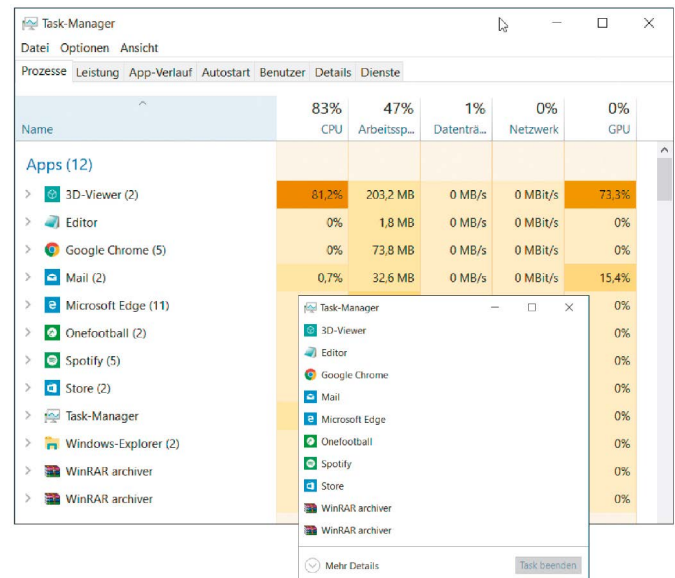 Task-Manager
Datei Optionen Ansicht
Prozesse Leistung App-Verlauf Autostart Benutzer Details Dienste
83% 47% 1% 0% 0%
Name CPU Arbeitssp... Datenträ... Netzwerk GPU
Apps (12)
3D-Viewer (2) 81,2% 203,2 MB 0 MB/s 0 MBit/s 73,3%
Editor 0% 1,8 MB 0 MB/s 0 MBit/s 0%
Google Chrome (5) 0% 73,8 MB 0 MB/s 0 MBit/s 0%
Mail (2) 0,7% 32,6 MB 0 MB/s 0 MBit/s 15,4%
Microsoft Edge (11) 0%
Onefootball (2) 0%
Spotify (5) 0%
Store (2) 0%
Task-Manager 0%
Windows-Explorer (2) 0%
WinRAR archiver 0%
WinRAR archiver 0%
Task-Manager
3D-Viewer
Editor
Google Chrome
Mail
Microsoft Edge
Onefootball
Spotify
Store
WinRAR archiver
WinRAR archiver
Mehr Details Task beenden